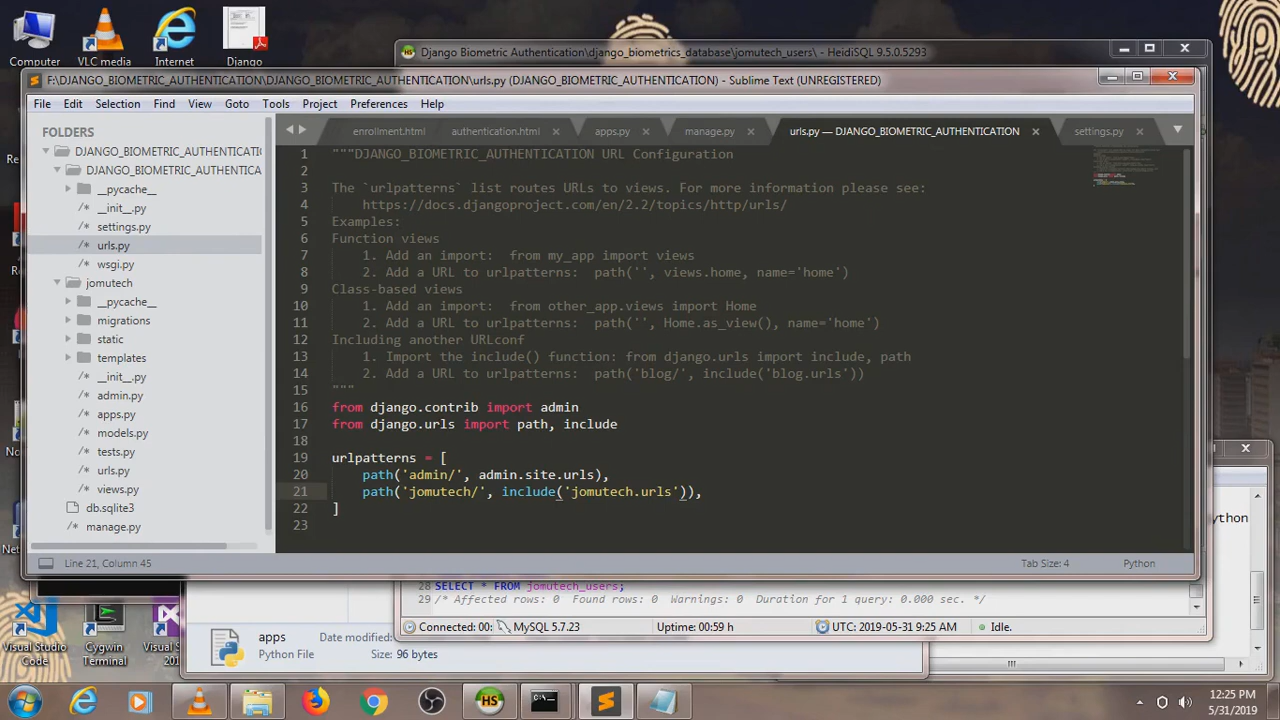 Computer
VLC media
Internet
Django
Django Biometric Authentication\django_biometrics_database\jomutech_users\ - HeidiSQL 9.5.0.5293
F:\DJANGO_BIOMETRIC_AUTHENTICATION\DJANGO_BIOMETRIC_AUTHENTICATION\urls.py (DJANGO_BIOMETRIC_AUTHENTICATION) - Sublime Text (UNREGISTERED)
File Edit Selection Find View Goto Tools Project Preferences Help
FOLDERS
DJANGO_BIOMETRIC_AUTHENTICATI
DJANGO_BIOMETRIC_AUTHENTICA
__pycache__
/* __init__.py
/* settings.py
/* urls.py
/* wsgi.py
jomutech
__pycache__
migrations
static
templates
/* __init__.py
/* admin.py
/* apps.py
/* models.py
/* tests.py
/* urls.py
/* views.py
db.sqlite3
/* manage.py
enrollment.html authentication.html apps.py manage.py urls.py — DJANGO_BIOMETRIC_AUTHENTICATION settings.py
1 """DJANGO_BIOMETRIC_AUTHENTICATION URL Configuration
2
3 The `urlpatterns` list routes URLs to views. For more information please see:
4 https://docs.djangoproject.com/en/2.2/topics/http/urls/
5 Examples:
6 Function views
7 1. Add an import:  from my_app import views
8 2. Add a URL to urlpatterns:  path('', views.home, name='home')
9 Class-based views
10 1. Add an import:  from other_app.views import Home
11 2. Add a URL to urlpatterns:  path('', Home.as_view(), name='home')
12 Including another URLconf
13 1. Import the include() function: from django.urls import include, path
14 2. Add a URL to urlpatterns:  path('blog/', include('blog.urls'))
15 """
16 from django.contrib import admin
17 from django.urls import path, include
18
19 urlpatterns = [
20 path('admin/', admin.site.urls),
21 path('jomutech/', include('jomutech.urls')),
22 ]
23
Line 21, Column 45 Tab Size: 4 Python
ython
28 SELECT * FROM jomutech_users;
29 /* Affected rows: 0  Found rows: 0  Warnings: 0  Duration for 1 query: 0.000 sec. */
Connected: 00: MySQL 5.7.23 Uptime: 00:59 h UTC: 2019-05-31 9:25 AM Idle.
apps Date modified:
Python File Size: 96 bytes
Visual Studio Code
Cygwin Terminal
Visual S
12:25 PM
5/31/2019